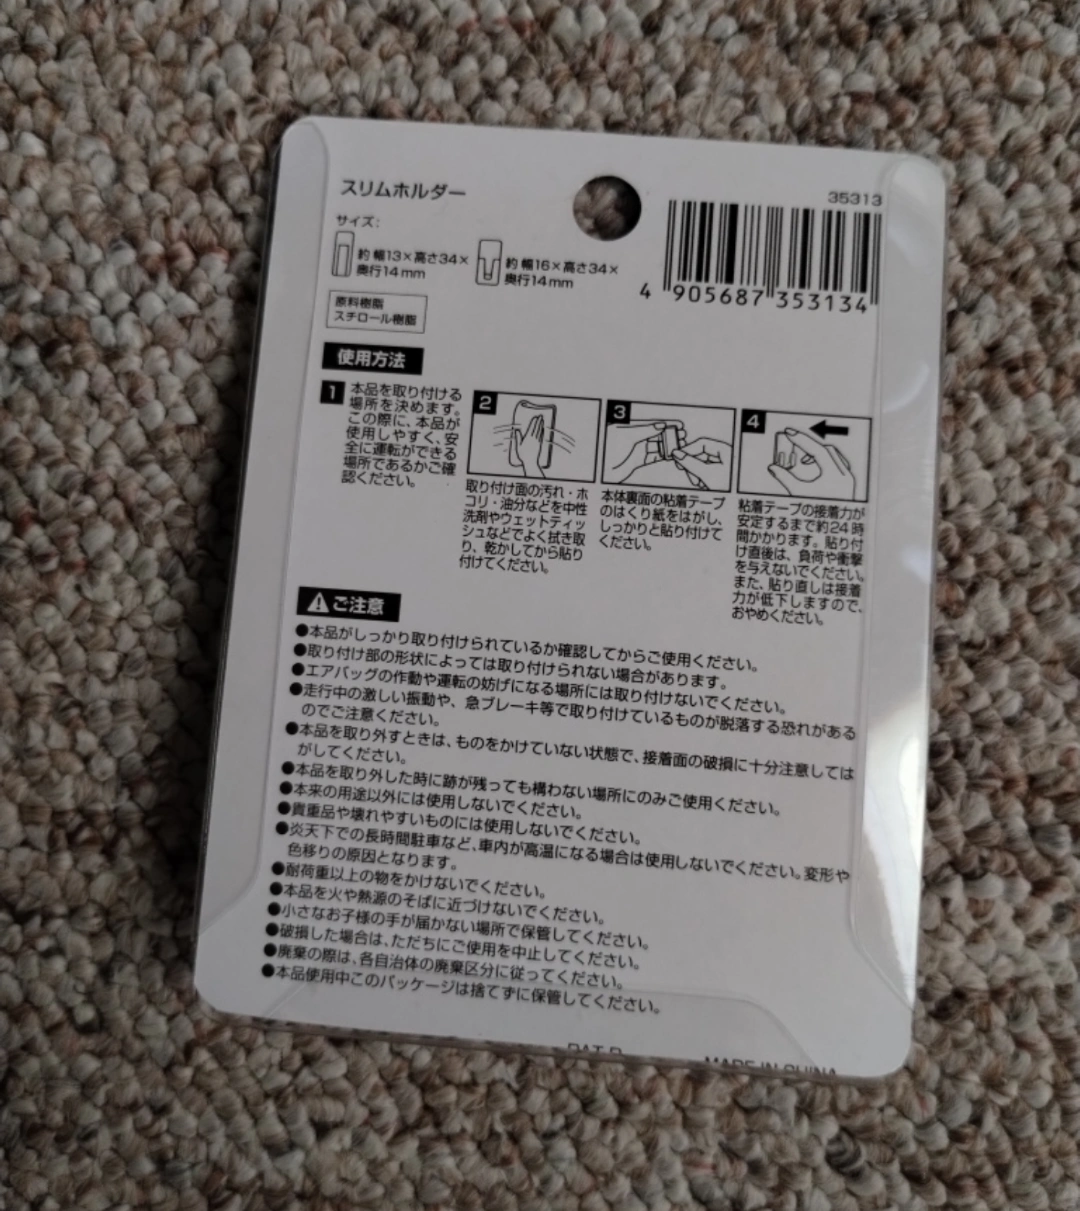 スリムホルダー
35313
サイズ:
約 幅13×高さ34×
奥行14mm
約 幅16×高さ34×
奥行14mm
4 905687 353134
原料樹脂
スチロール樹脂
使用方法
1
本品を取り付ける
場所を決めます。
この際に、本品が
使用しやすく、安
全に運転ができる
場所であるかご確
認ください。
2
取り付け面の汚れ・ホ
コリ・油分などを中性
洗剤やウェットティッ
シュなどでよく拭き取
り、乾かしてから貼り
付けてください。
3
本体裏面の粘着テープ
のはくり紙をはがし、
しっかりと貼り付けて
ください。
4
粘着テープの接着力が
安定するまで約24時
間かかります。貼り付
け直後は、負荷や衝撃
を与えないでください。
また、貼り直しは接着
力が低下しますので、
おやめください。
ご注意
●本品がしっかり取り付けられているか確認してからご使用ください。
●取り付け部の形状によっては取り付けられない場合があります。
●エアバッグの作動や運転の妨げになる場所には取り付けないでください。
●走行中の激しい振動や、急ブレーキ等で取り付けているものが脱落する恐れがある
のでご注意ください。
●本品を取り外すときは、ものをかけていない状態で、接着面の破損に十分注意しては
がしてください。
●本品を取り外した時に跡が残っても構わない場所にのみご使用ください。
●本来の用途以外には使用しないでください。
●貴重品や壊れやすいものには使用しないでください。
●炎天下での長時間駐車など、車内が高温になる場合は使用しないでください。変形や
色移りの原因となります。
●耐荷重以上の物をかけないでください。
●本品を火や熱源のそばに近づけないでください。
●小さなお子様の手が届かない場所で保管してください。
●破損した場合は、ただちにご使用を中止してください。
●廃棄の際は、各自治体の廃棄区分に従ってください。
●本品使用中このパッケージは捨てずに保管してください。
PAT.P
MADE IN CHINA